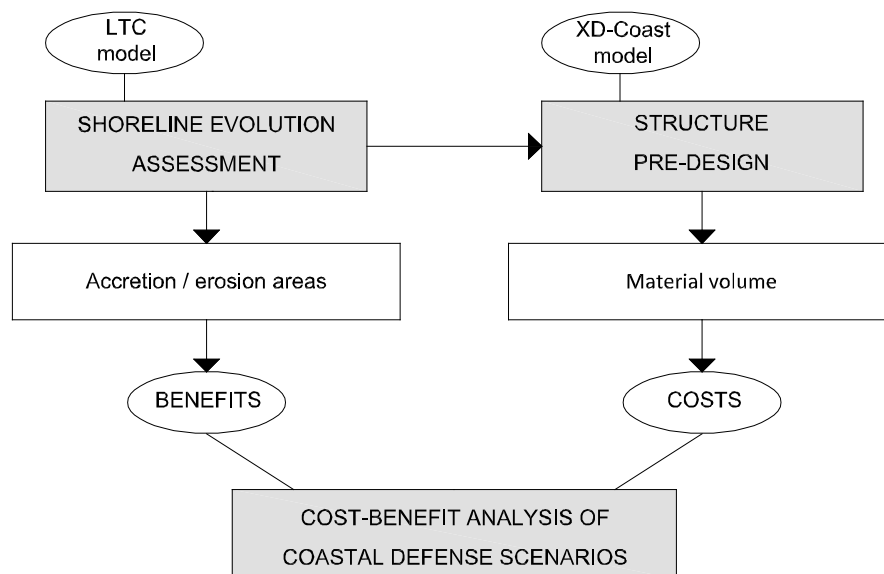 LTC
model
XD-Coast
model
SHORELINE EVOLUTION
ASSESSMENT
STRUCTURE
PRE-DESIGN
Accretion / erosion areas
Material volume
BENEFITS
COSTS
COST-BENEFIT ANALYSIS OF
COASTAL DEFENSE SCENARIOS